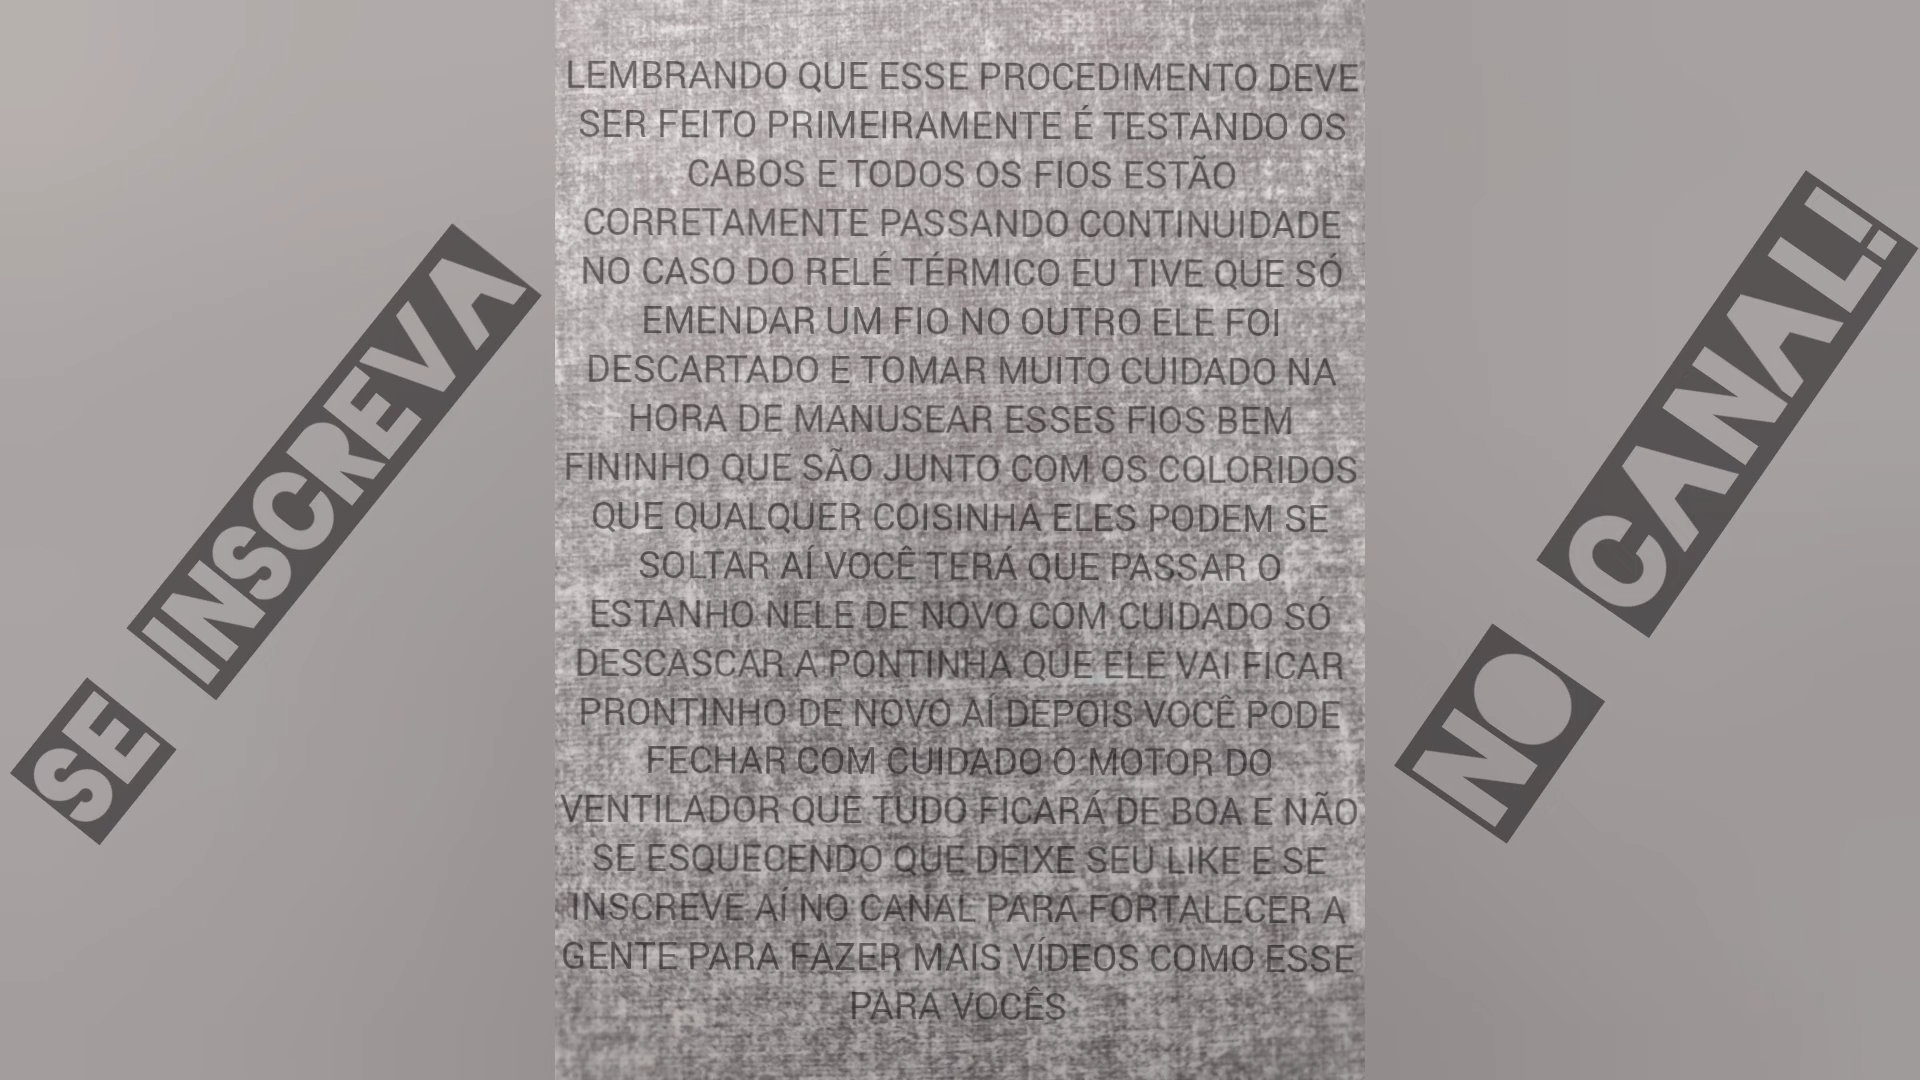 LEMBRANDO QUE ESSE PROCEDIMENTO DEVE
SER FEITO PRIMEIRAMENTE É TESTANDO OS
CABOS E TODOS OS FIOS ESTÃO
CORRETAMENTE PASSANDO CONTINUIDADE
NO CASO DO RELÉ TÉRMICO EU TIVE QUE SÓ
EMENDAR UM FIO NO OUTRO ELE FOI
DESCARTADO E TOMAR MUITO CUIDADO NA
HORA DE MANUSEAR ESSES FIOS BEM
FININHO QUE SÃO JUNTO COM OS COLORIDOS
QUE QUALQUER COISINHA ELES PODEM SE
SOLTAR AÍ VOCÊ TERÁ QUE PASSAR O
ESTANHO NELE DE NOVO COM CUIDADO SÓ
DESCASCAR A PONTINHA QUE ELE VAI FICAR
PRONTINHO DE NOVO AÍ DEPOIS VOCÊ PODE
FECHAR COM CUIDADO O MOTOR DO
VENTILADOR QUE TUDO FICARÁ DE BOA E NÃO
SE ESQUECENDO QUE DEIXE SEU LIKE E SE
INSCREVE AÍ NO CANAL PARA FORTALECER A
GENTE PARA FAZER MAIS VÍDEOS COMO ESSE
PARA VOCÊS
SE INSCREVA
NO CANAL!